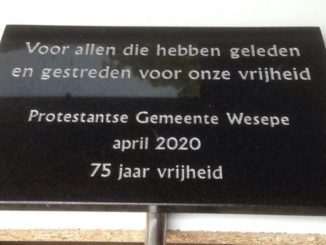 Voor allen die hebben geleden
en gestreden voor onze vrijheid
Protestantse Gemeente Wesepe
april 2020
75 jaar vrijheid